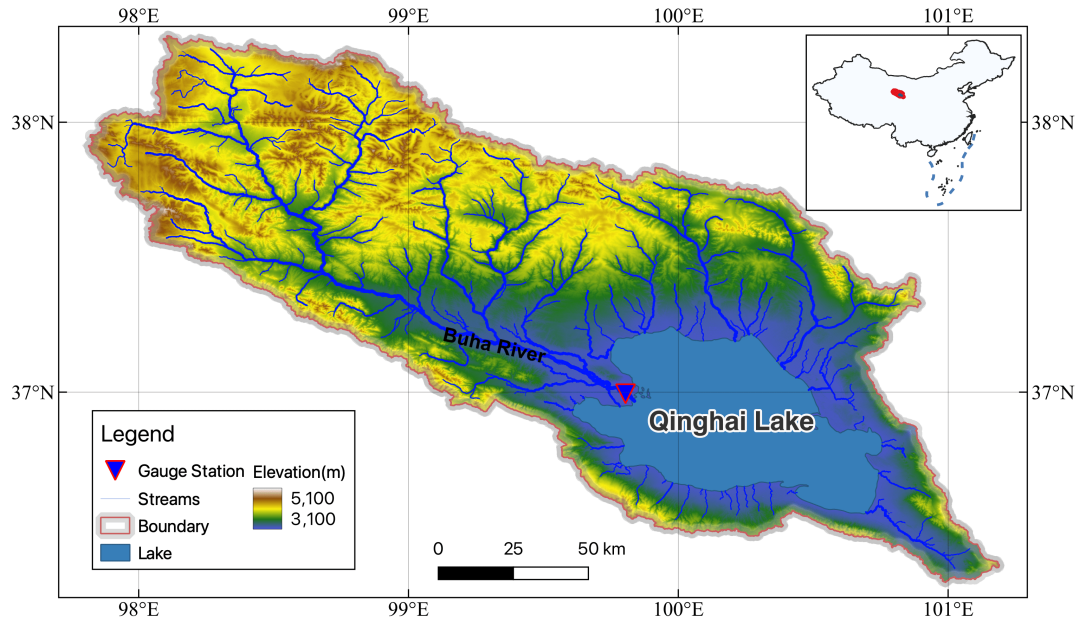 98°E 99°E 100°E 101°E
38°N 38°N
Buha River
37°N 37°N
Qinghai Lake
Legend
Gauge Station Elevation(m)
Streams 5,100
Boundary 3,100
Lake
0 25 50 km
98°E 99°E 100°E 101°E